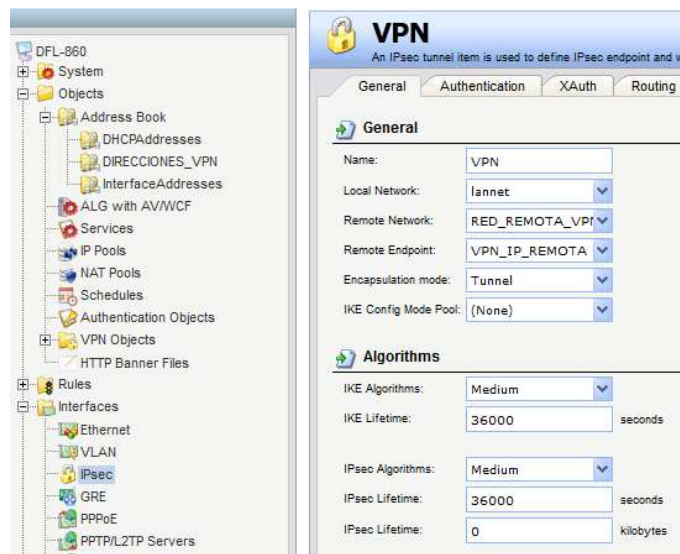 DFL-860
System
Objects
Address Book
DHCPAddresses
DIRECCIONES_VPN
InterfaceAddresses
ALG with AV/WCF
Services
IP Pools
NAT Pools
Schedules
Authentication Objects
VPN Objects
HTTP Banner Files
Rules
Interfaces
Ethernet
VLAN
IPsec
GRE
PPPoE
PPTP/L2TP Servers
VPN
An IPsec tunnel item is used to define IPsec endpoint and
General Authentication XAuth Routing
General
Name: VPN
Local Network: lannet
Remote Network: RED_REMOTA_VPN
Remote Endpoint: VPN_IP_REMOTA
Encapsulation mode: Tunnel
IKE Config Mode Pool: (None)
Algorithms
IKE Algorithms: Medium
IKE Lifetime: 36000 seconds
IPsec Algorithms: Medium
IPsec Lifetime: 36000 seconds
IPsec Lifetime: 0 kilobytes